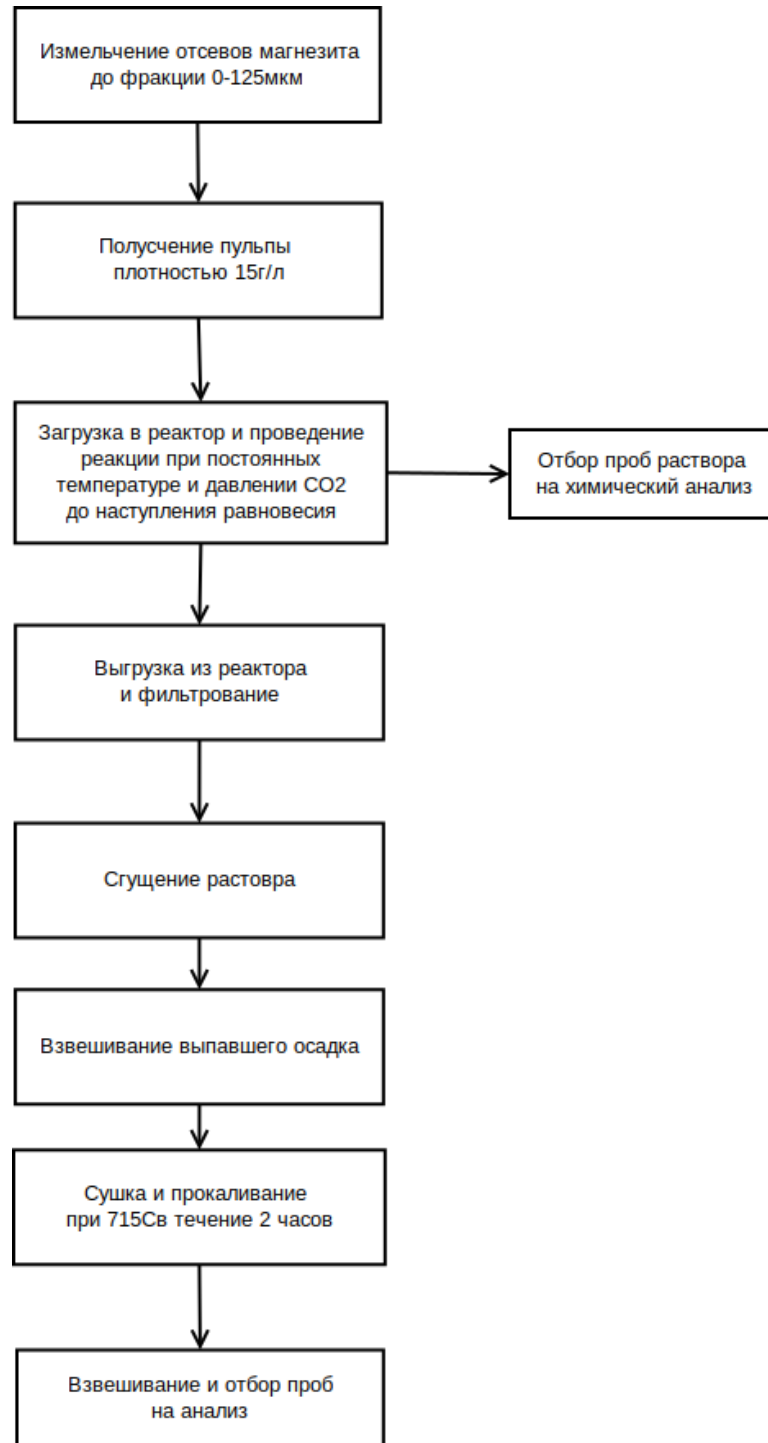 Измельчение отсевов магнезита
до фракции 0-125мкм
Полусчение пульпы
плотностью 15г/л
Загрузка в реактор и проведение
реакции при постоянных
температуре и давлении СО2
до наступления равновесия
Отбор проб раствора
на химический анализ
Выгрузка из реактора
и фильтрование
Сгущение растовра
Взвешивание выпавшего осадка
Сушка и прокаливание
при 715Св течение 2 часов
Взвешивание и отбор проб
на анализ